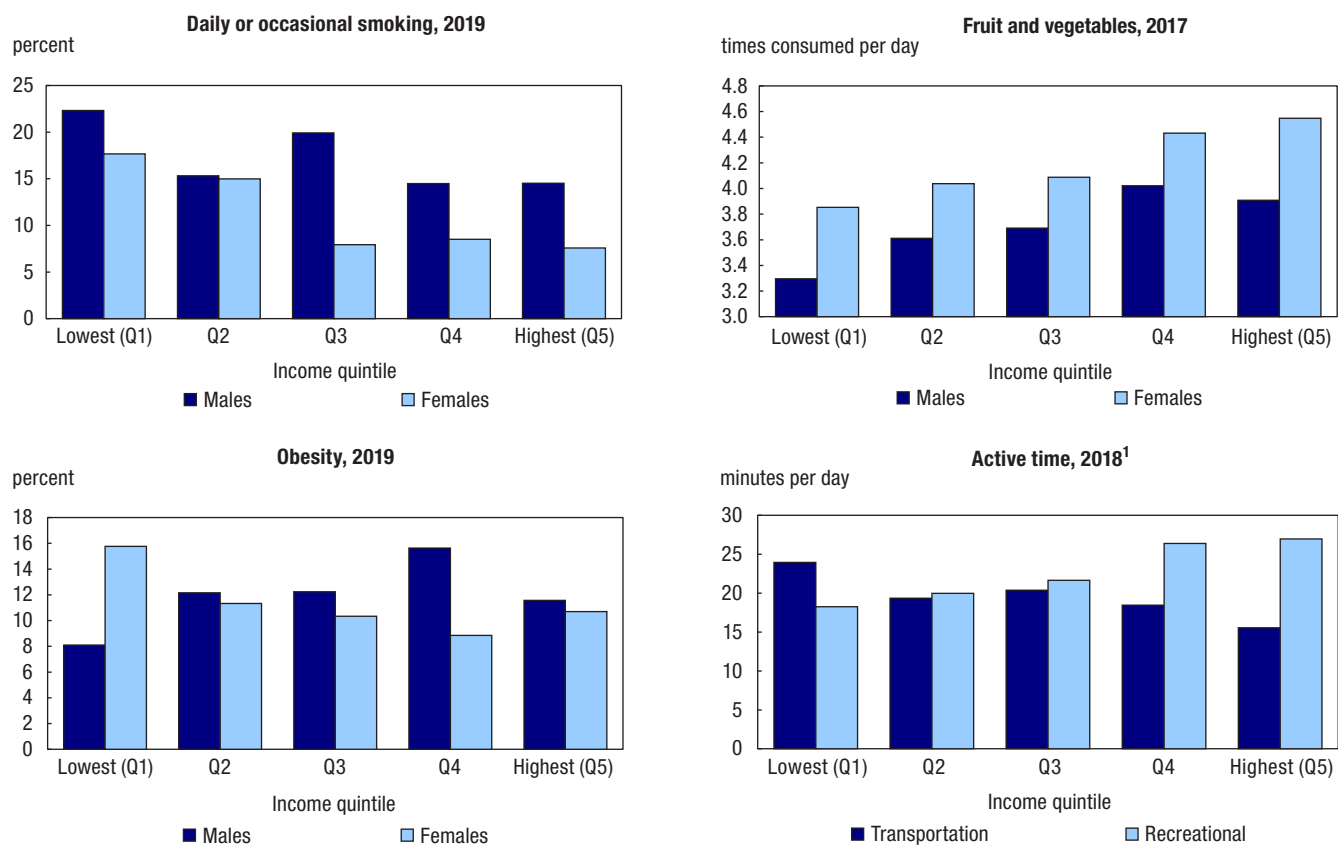 Daily or occasional smoking, 2019
percent
25
20
15
10
5
0
Lowest (Q1) Q2 Q3 Q4 Highest (Q5)
Income quintile
Males Females
Fruit and vegetables, 2017
times consumed per day
4.8
4.6
4.4
4.2
4.0
3.8
3.6
3.4
3.2
3.0
Lowest (Q1) Q2 Q3 Q4 Highest (Q5)
Income quintile
Males Females
Obesity, 2019
percent
18
16
14
12
10
8
6
4
2
0
Lowest (Q1) Q2 Q3 Q4 Highest (Q5)
Income quintile
Males Females
Active time, 2018¹
minutes per day
30
25
20
15
10
5
0
Lowest (Q1) Q2 Q3 Q4 Highest (Q5)
Income quintile
Transportation Recreational